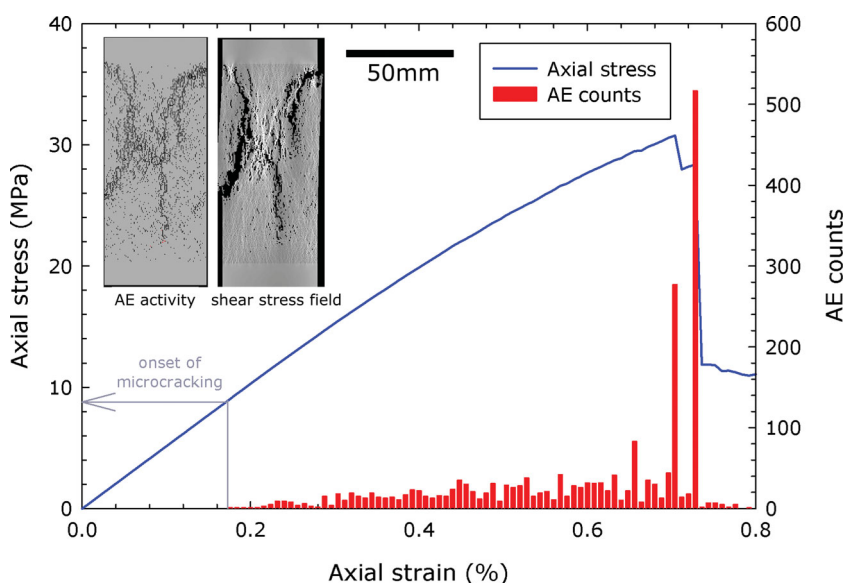 40
30
20
10
0
Axial stress (MPa)
600
500
400
300
200
100
0
AE counts
50mm
Axial stress
AE counts
AE activity
shear stress field
onset of
microcracking
0.0
0.2
0.4
0.6
0.8
Axial strain (%)